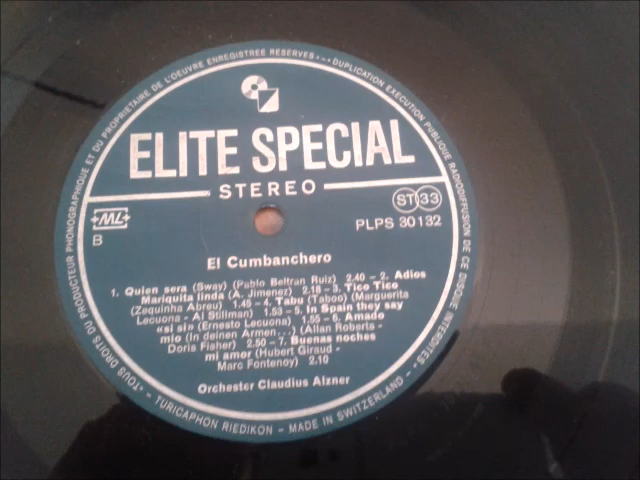 TOUS DROITS DU PRODUCTEUR PHONOGRAPHIQUE ET DU PROPRIETAIRE DE L'OEUVRE ENREGISTREE RESERVES · DUPLICATION EXECUTION PUBLIQUE RADIODIFFUSION DE CE DISQUE INTERDITES
ELITE SPECIAL
STEREO
ML
ST 33
B
PLPS 30132
El Cumbanchero
1. Quien sera (Sway) (Pablo Beltran Ruiz) 2.40 – 2. Adios
Mariquita linda (A. Jimenez) 2.18 – 3. Tico Tico
(Zequinha Abreu) 1.46 – 4. Tabu (Taboo) (Marguerita
Lecuona - Al Stillman) 1.53 – 5. In Spain they say
«si si» (Ernesto Lecuona) 1.55 – 6. Amado
mio (In deinen Armen...) (Allan Roberts -
Doris Fisher) 2.50 – 7. Buenas noches
mi amor (Hubert Giraud -
Marc Fontenoy) 2.10
Orchester Claudius Alzner
TURICAPHON RIEDIKON – MADE IN SWITZERLAND